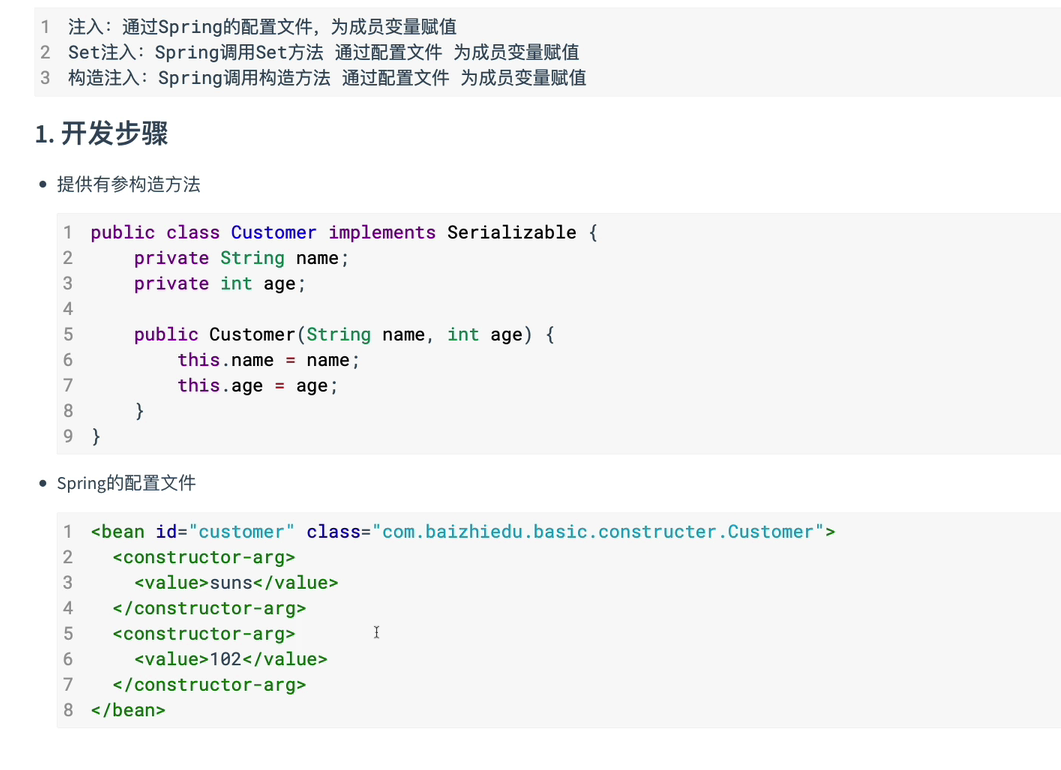 1 注入：通过Spring的配置文件，为成员变量赋值
2 Set注入：Spring调用Set方法 通过配置文件 为成员变量赋值
3 构造注入：Spring调用构造方法 通过配置文件 为成员变量赋值
1. 开发步骤
• 提供有参构造方法
1 public class Customer implements Serializable {
2     private String name;
3     private int age;
4
5     public Customer(String name, int age) {
6         this.name = name;
7         this.age = age;
8     }
9 }
• Spring的配置文件
1 <bean id="customer" class="com.baizhiedu.basic.constructer.Customer">
2   <constructor-arg>
3     <value>suns</value>
4   </constructor-arg>
5   <constructor-arg>
6     <value>102</value>
7   </constructor-arg>
8 </bean>